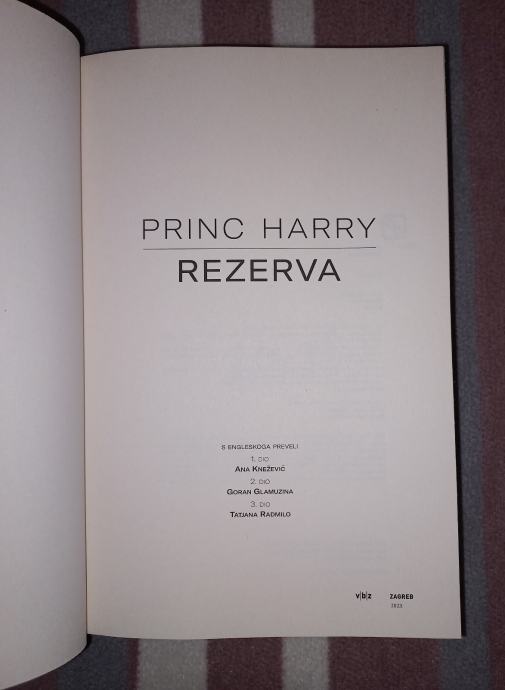 PRINC HARRY
REZERVA
S ENGLESKOGA PREVELI
1. DIO
ANA KNEŽEVIĆ
2. DIO
GORAN GLAMUZINA
3. DIO
TATJANA RADMILO
v|b|z ZAGREB
2023